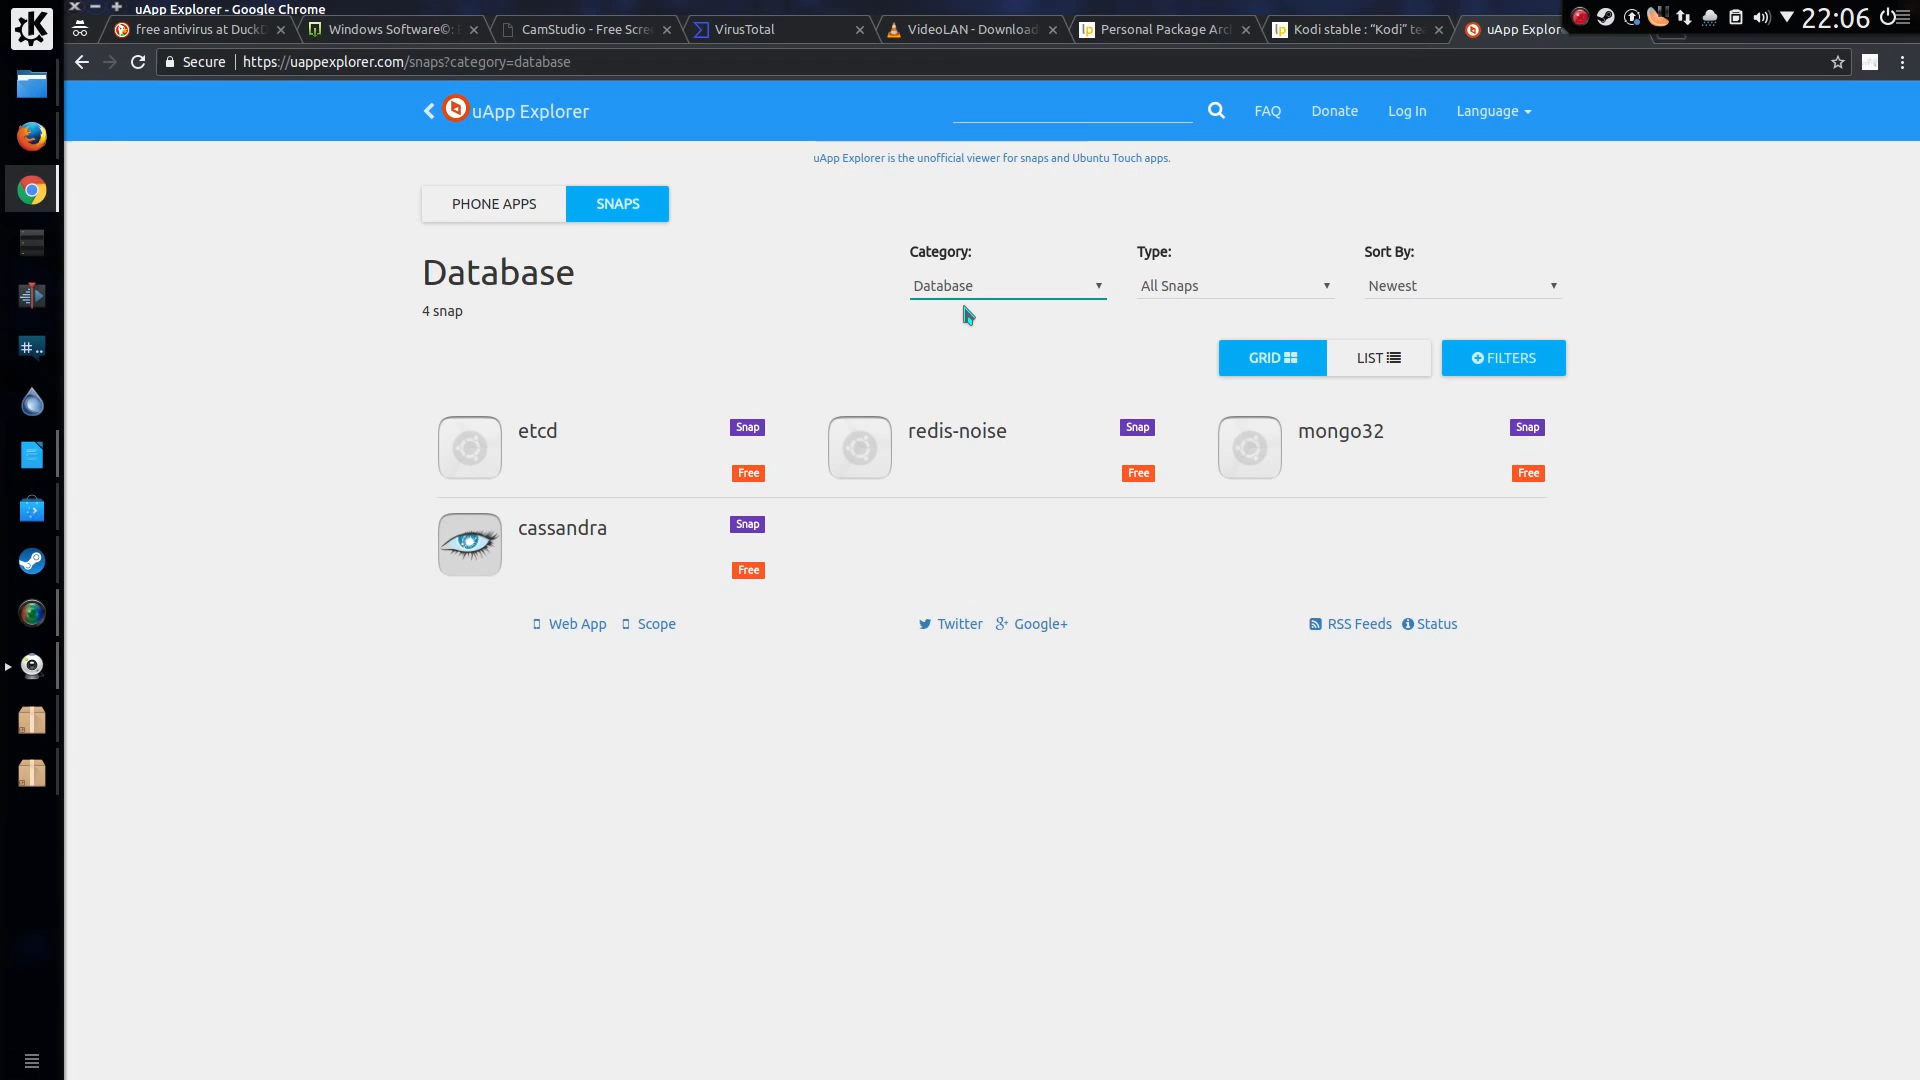 uApp Explorer - Google Chrome
22:06
free antivirus at DuckD
Windows Software©: 
CamStudio - Free Scre
VirusTotal
VideoLAN - Download
Personal Package Arc
Kodi stable : “Kodi” te
uApp Explor
Secure
https://uappexplorer.com/snaps?category=database
uApp Explorer
FAQ
Donate
Log In
Language
uApp Explorer is the unofficial viewer for snaps and Ubuntu Touch apps.
PHONE APPS
SNAPS
Category:
Type:
Sort By:
Database
Database
All Snaps
Newest
4 snap
GRID
LIST
FILTERS
etcd
Snap
Free
redis-noise
Snap
Free
mongo32
Snap
Free
cassandra
Snap
Free
Web App
Scope
Twitter
Google+
RSS Feeds
Status